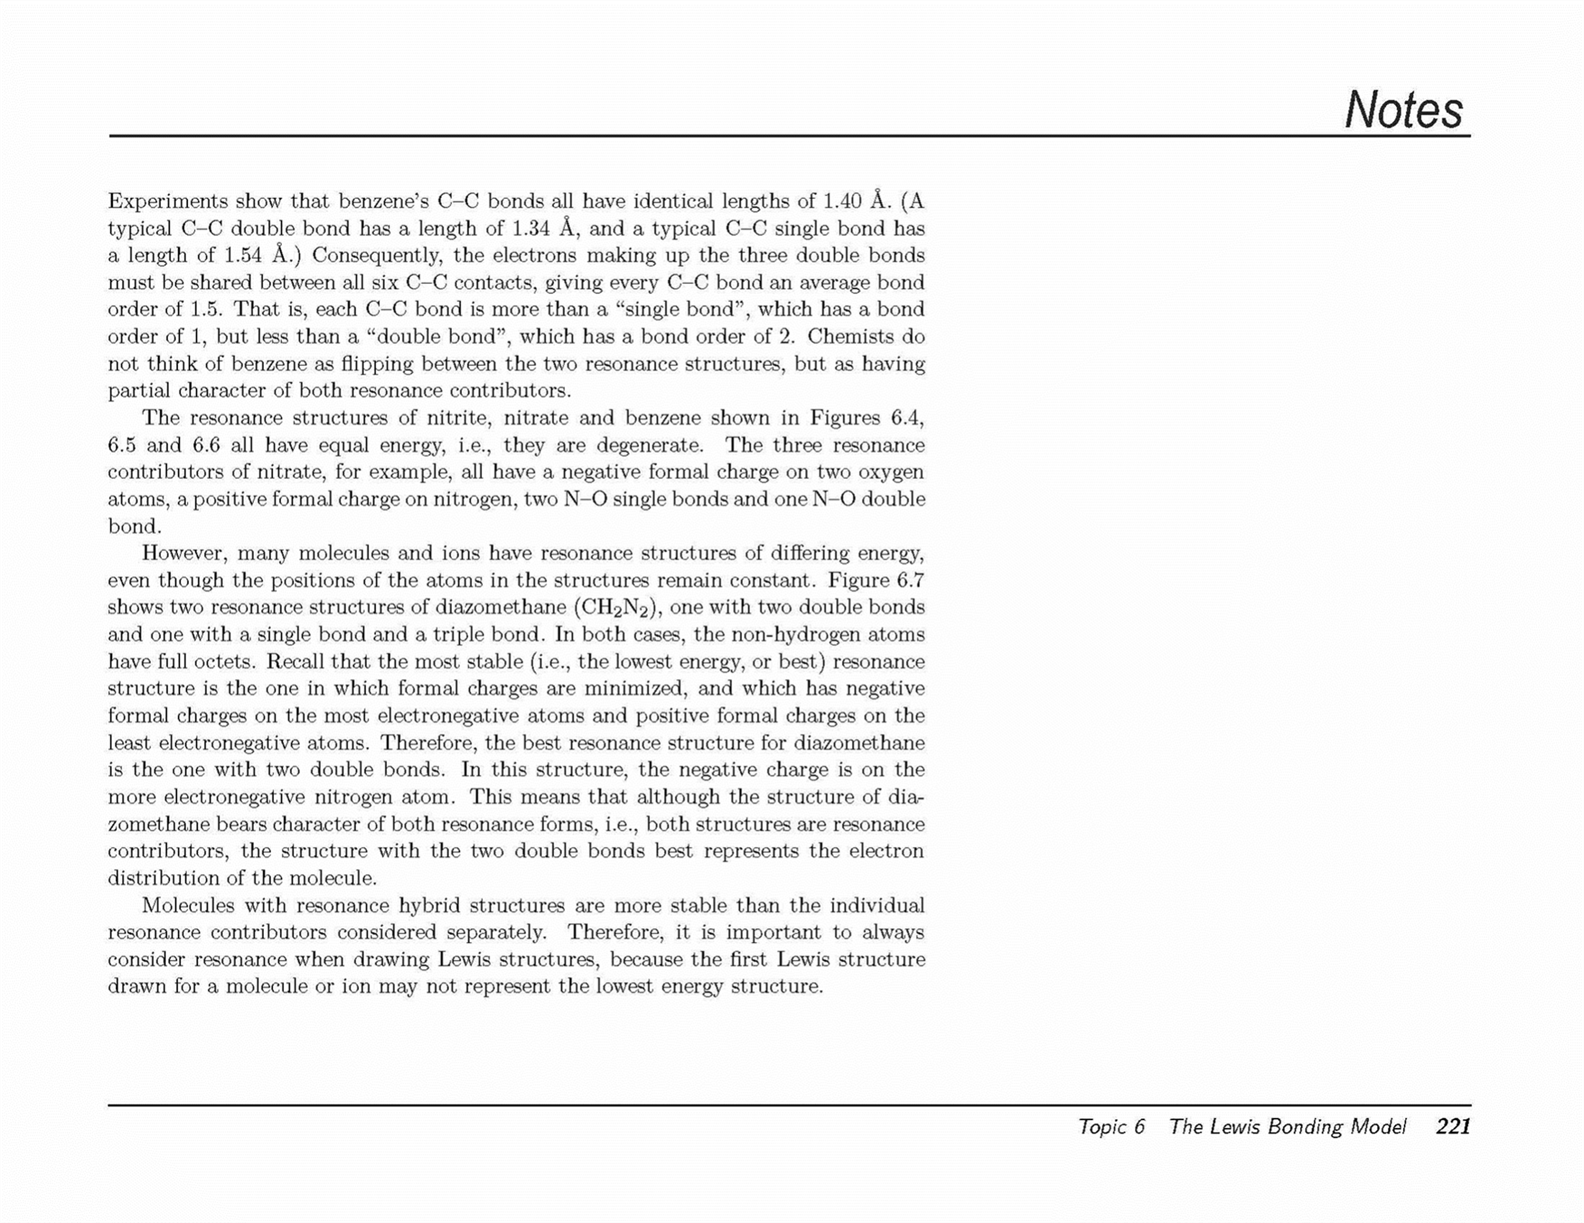 Notes
Experiments show that benzene's C–C bonds all have identical lengths of 1.40 Å. (A
typical C–C double bond has a length of 1.34 Å, and a typical C–C single bond has
a length of 1.54 Å.) Consequently, the electrons making up the three double bonds
must be shared between all six C–C contacts, giving every C–C bond an average bond
order of 1.5. That is, each C–C bond is more than a “single bond”, which has a bond
order of 1, but less than a “double bond”, which has a bond order of 2. Chemists do
not think of benzene as flipping between the two resonance structures, but as having
partial character of both resonance contributors.
The resonance structures of nitrite, nitrate and benzene shown in Figures 6.4,
6.5 and 6.6 all have equal energy, i.e., they are degenerate. The three resonance
contributors of nitrate, for example, all have a negative formal charge on two oxygen
atoms, a positive formal charge on nitrogen, two N–O single bonds and one N–O double
bond.
However, many molecules and ions have resonance structures of differing energy,
even though the positions of the atoms in the structures remain constant. Figure 6.7
shows two resonance structures of diazomethane (CH₂N₂), one with two double bonds
and one with a single bond and a triple bond. In both cases, the non-hydrogen atoms
have full octets. Recall that the most stable (i.e., the lowest energy, or best) resonance
structure is the one in which formal charges are minimized, and which has negative
formal charges on the most electronegative atoms and positive formal charges on the
least electronegative atoms. Therefore, the best resonance structure for diazomethane
is the one with two double bonds. In this structure, the negative charge is on the
more electronegative nitrogen atom. This means that although the structure of dia-
zomethane bears character of both resonance forms, i.e., both structures are resonance
contributors, the structure with the two double bonds best represents the electron
distribution of the molecule.
Molecules with resonance hybrid structures are more stable than the individual
resonance contributors considered separately. Therefore, it is important to always
consider resonance when drawing Lewis structures, because the first Lewis structure
drawn for a molecule or ion may not represent the lowest energy structure.
Topic 6 The Lewis Bonding Model 221